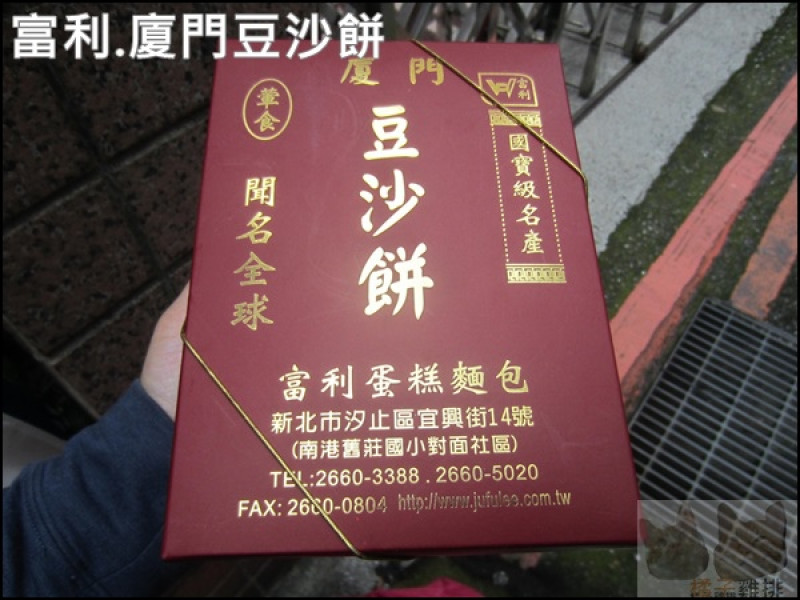 富利.廈門豆沙餅
廈門
豆沙餅
葷食
聞名全球
富利
國寶級名產
富利蛋糕麵包
新北市汐止區宜興街14號
(南港舊莊國小對面社區)
TEL:2660-3388 . 2660-5020
FAX: 2660-0804 http://www.jufulee.com.tw